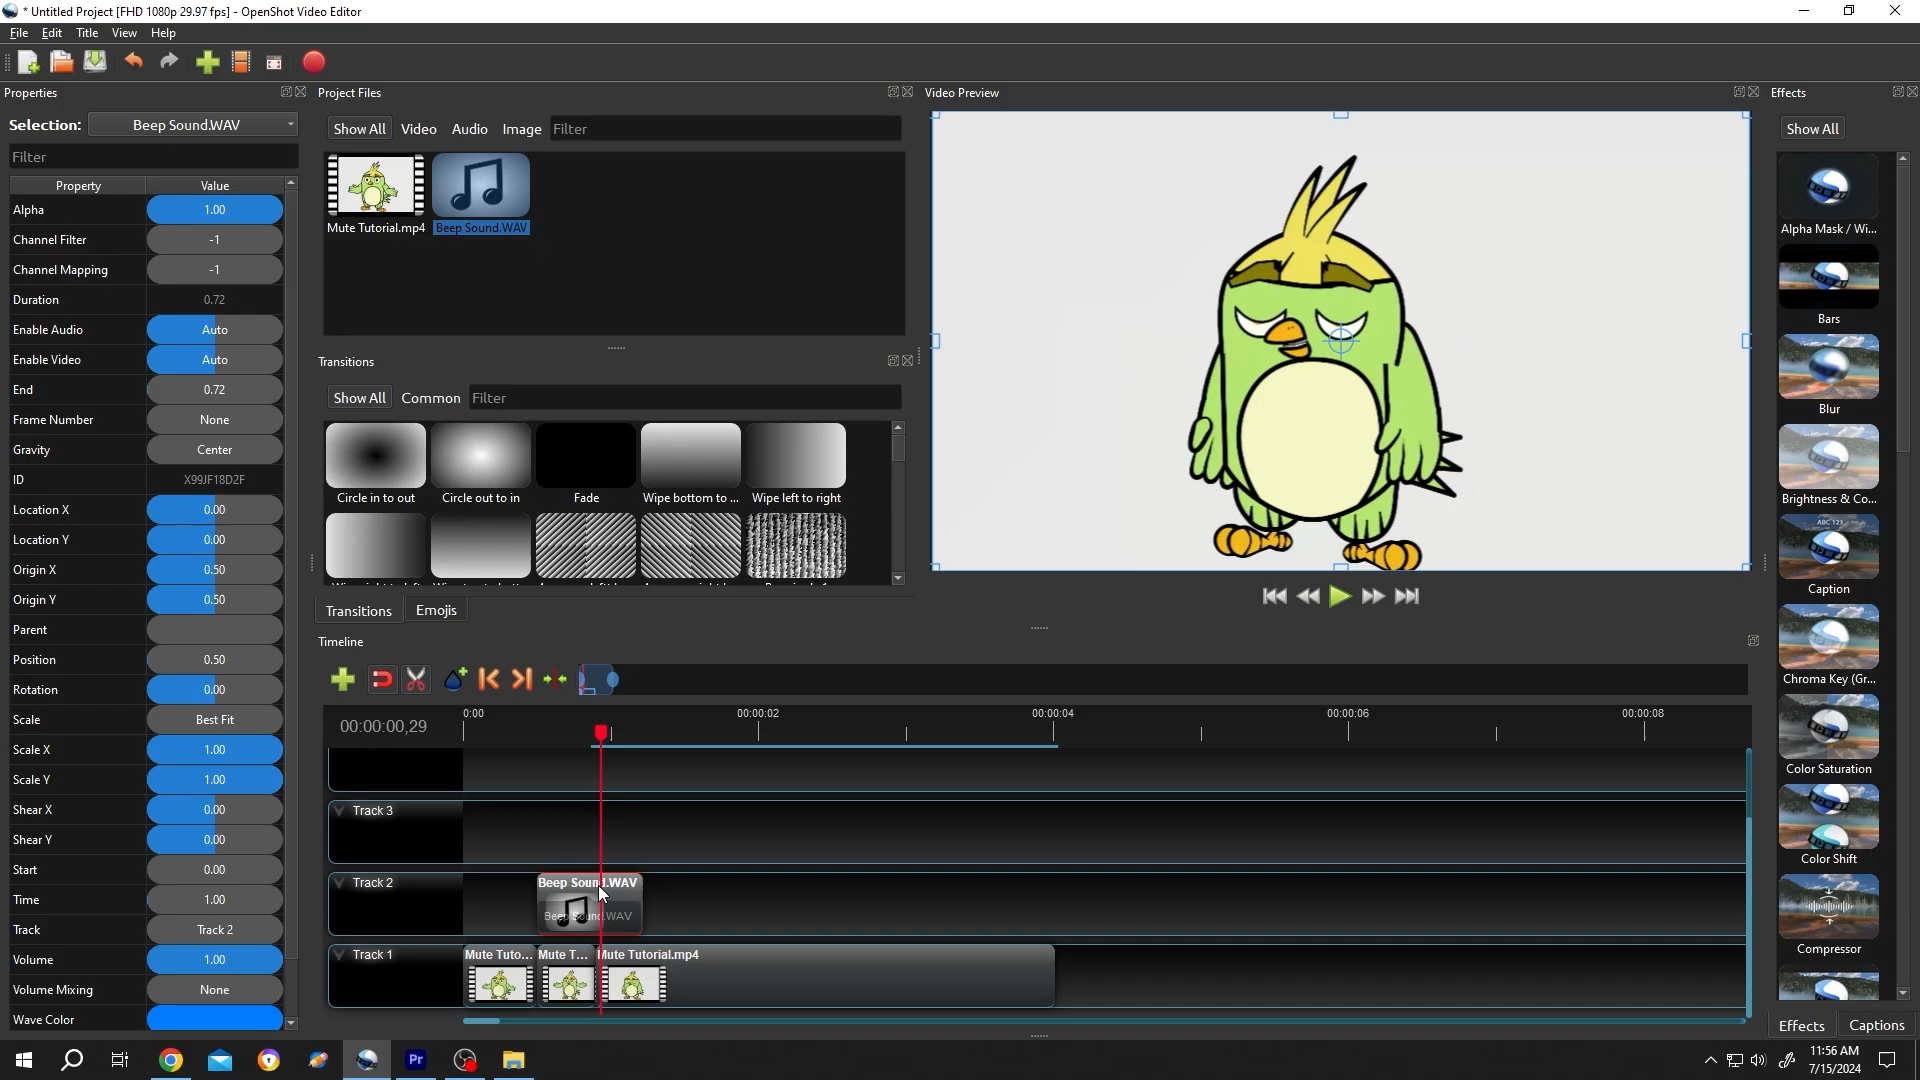 * Untitled Project [FHD 1080p 29.97 fps] - OpenShot Video Editor
File Edit Title View Help
Properties
Selection: Beep Sound.WAV
Filter
Property Value
Alpha 1.00
Channel Filter -1
Channel Mapping -1
Duration 0.72
Enable Audio Auto
Enable Video Auto
End 0.72
Frame Number None
Gravity Center
ID X99JF18D2F
Location X 0.00
Location Y 0.00
Origin X 0.50
Origin Y 0.50
Parent
Position 0.50
Rotation 0.00
Scale Best Fit
Scale X 1.00
Scale Y 1.00
Shear X 0.00
Shear Y 0.00
Start 0.00
Time 1.00
Track Track 2
Volume 1.00
Volume Mixing None
Wave Color
Project Files
Show All Video Audio Image Filter
Mute Tutorial.mp4 Beep Sound.WAV
Transitions
Show All Common Filter
Circle in to out Circle out to in Fade Wipe bottom to ... Wipe left to right
Transitions Emojis
Video Preview
Timeline
00:00:00,29
0:00 00:00:02 00:00:04 00:00:06 00:00:08
Track 3
Track 2
Beep Sound.WAV
Beep Sound.WAV
Track 1
Mute Tuto... Mute T... Mute Tutorial.mp4
Effects
Show All
Alpha Mask / Wi...
Bars
Blur
Brightness & Co...
ABC 123
Caption
Chroma Key (Gr...
Color Saturation
Color Shift
Compressor
Effects Captions
Pr
11:56 AM
7/15/2024